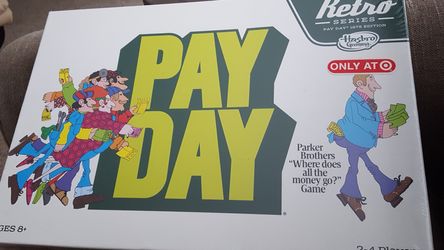 Retro
SERIES
PAY DAY® 1975 EDITION
Hasbro
Gaming
ONLY AT
PAY
DAY
Parker
Brothers
"Where does
all the
money go?"
Game
AGES 8+
2-4 Players